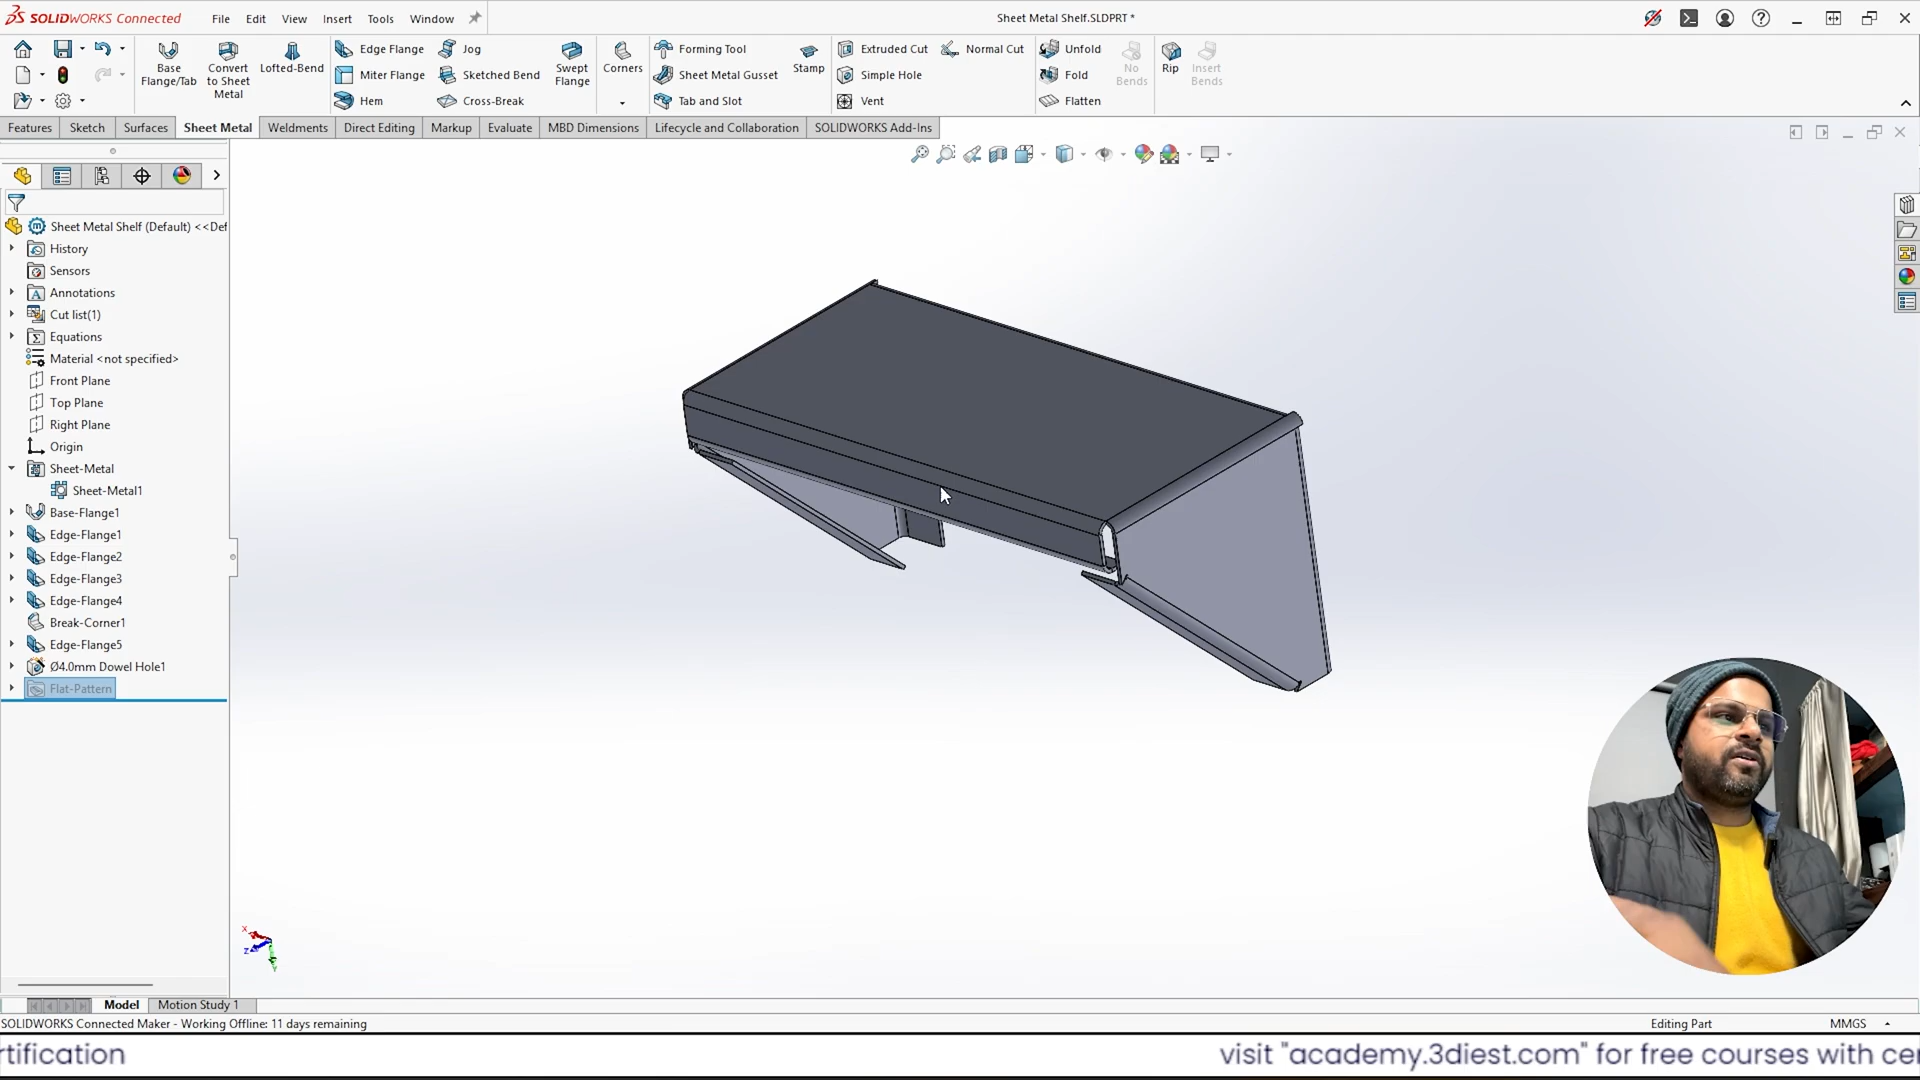 SOLIDWORKS Connected
File Edit View Insert Tools Window
Sheet Metal Shelf.SLDPRT *
Base Flange/Tab
Convert to Sheet Metal
Lofted-Bend
Edge Flange
Miter Flange
Hem
Jog
Sketched Bend
Cross-Break
Swept Flange
Corners
Forming Tool
Sheet Metal Gusset
Tab and Slot
Stamp
Extruded Cut
Simple Hole
Vent
Normal Cut
Unfold
Fold
Flatten
No Bends
Rip
Insert Bends
Features Sketch Surfaces Sheet Metal Weldments Direct Editing Markup Evaluate MBD Dimensions Lifecycle and Collaboration SOLIDWORKS Add-Ins
Sheet Metal Shelf (Default) <<Def
History
Sensors
Annotations
Cut list(1)
Equations
Material <not specified>
Front Plane
Top Plane
Right Plane
Origin
Sheet-Metal
Sheet-Metal1
Base-Flange1
Edge-Flange1
Edge-Flange2
Edge-Flange3
Edge-Flange4
Break-Corner1
Edge-Flange5
Ø4.0mm Dowel Hole1
Flat-Pattern
X
Z
Y
Model Motion Study 1
SOLIDWORKS Connected Maker - Working Offline: 11 days remaining
Editing Part
MMGS
rtification visit "academy.3diest.com" for free courses with cer